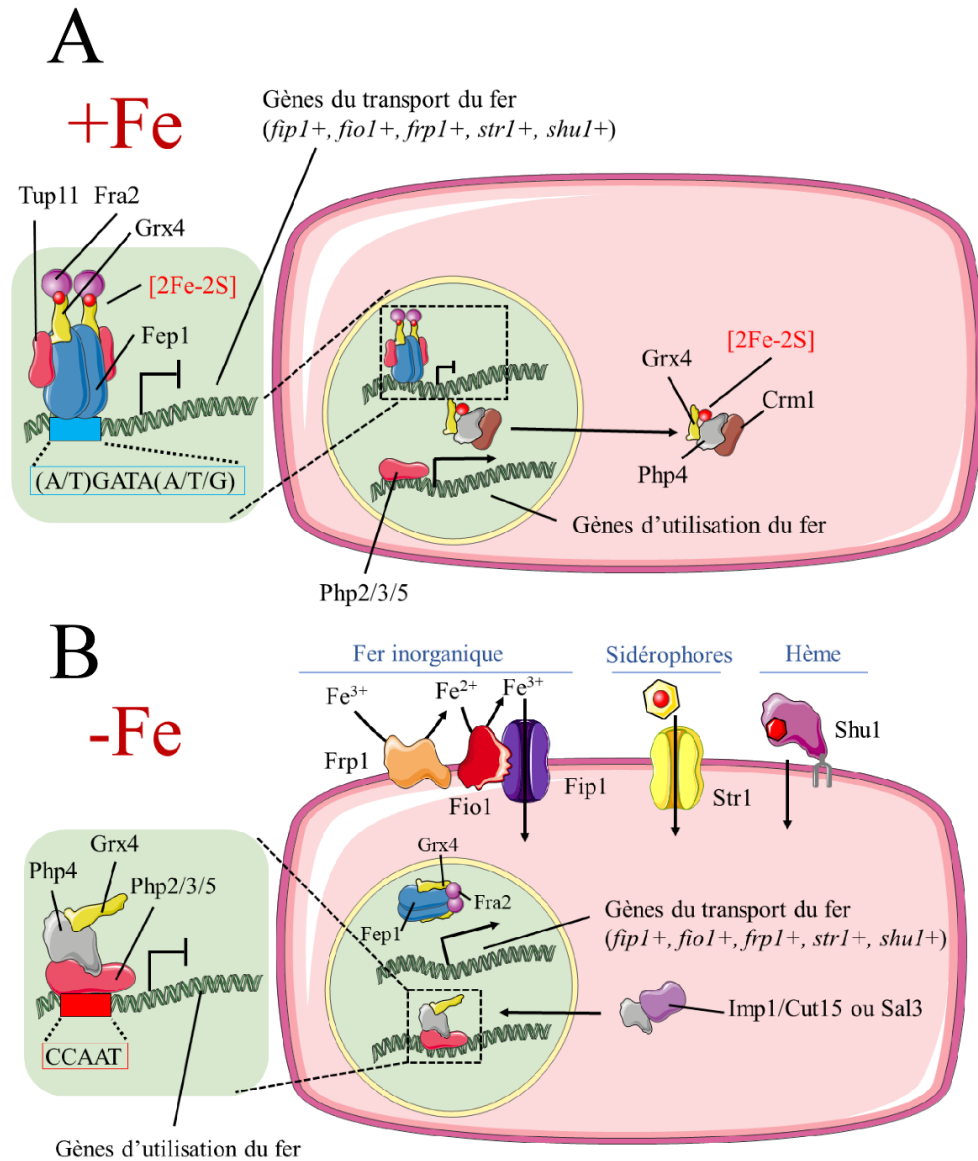 A
+Fe
Gènes du transport du fer
(fip1+, fio1+, frp1+, str1+, shu1+)
Tup11 Fra2
Grx4
[2Fe-2S]
Fep1
(A/T)GATA(A/T/G)
[2Fe-2S]
Grx4
Crm1
Php4
Gènes d’utilisation du fer
Php2/3/5
B
-Fe
Fer inorganique
Sidérophores
Hème
Fe3+
Fe2+
Fe3+
Frp1
Fio1
Fip1
Str1
Shu1
Grx4
Php4
Php2/3/5
CCAAT
Gènes d’utilisation du fer
Grx4
Fra2
Fep1
Gènes du transport du fer
(fip1+, fio1+, frp1+, str1+, shu1+)
Imp1/Cut15 ou Sal3